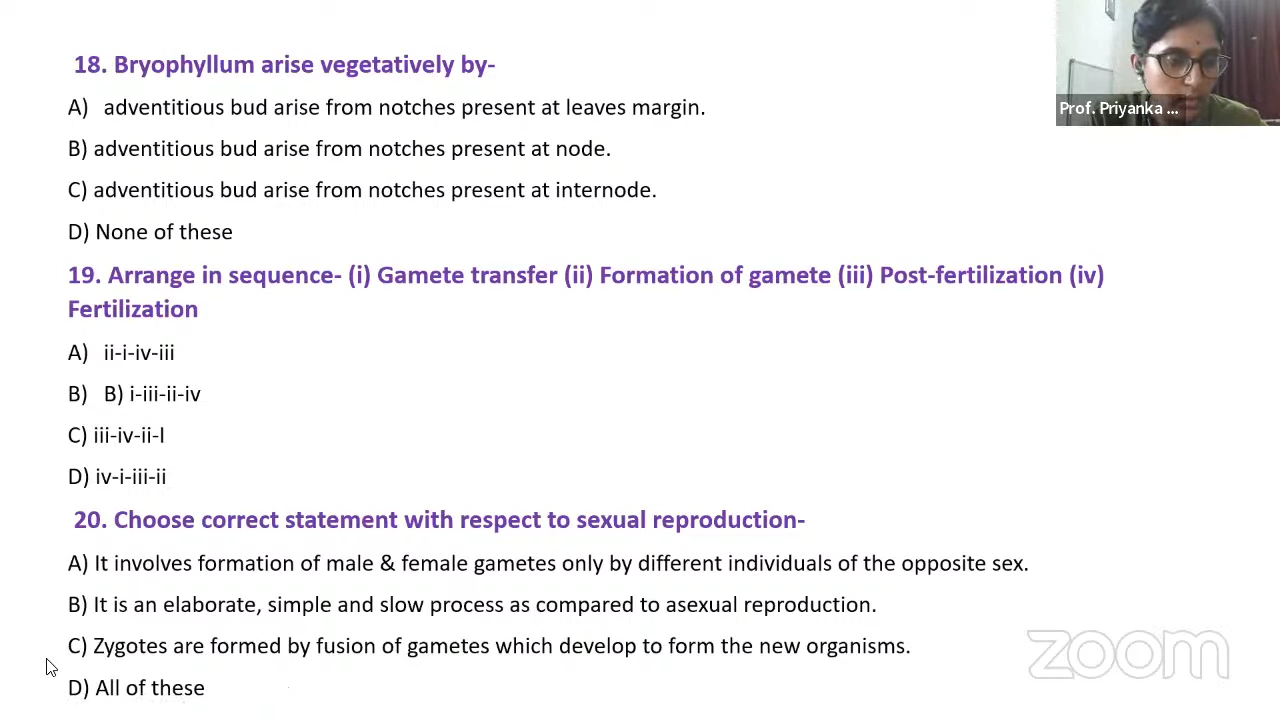 18. Bryophyllum arise vegetatively by-
Prof. Priyanka ...
A) adventitious bud arise from notches present at leaves margin.
B) adventitious bud arise from notches present at node.
C) adventitious bud arise from notches present at internode.
D) None of these
19. Arrange in sequence- (i) Gamete transfer (ii) Formation of gamete (iii) Post-fertilization (iv)
Fertilization
A) ii-i-iv-iii
B) B) i-iii-ii-iv
C) iii-iv-ii-I
D) iv-i-iii-ii
20. Choose correct statement with respect to sexual reproduction-
A) It involves formation of male & female gametes only by different individuals of the opposite sex.
B) It is an elaborate, simple and slow process as compared to asexual reproduction.
C) Zygotes are formed by fusion of gametes which develop to form the new organisms.
D) All of these
zoom